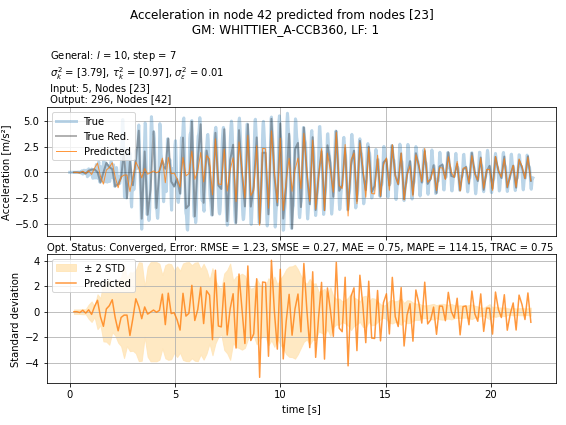 Acceleration in node 42 predicted from nodes [23]
GM: WHITTIER_A-CCB360, LF: 1
General: l = 10, step = 7
σ²ₖ = [3.79], τ²ₖ = [0.97], σ²ε = 0.01
Input: 5, Nodes [23]
Output: 296, Nodes [42]
True
True Red.
Predicted
5.0
2.5
0.0
−2.5
−5.0
Acceleration [m/s²]
Opt. Status: Converged, Error: RMSE = 1.23, SMSE = 0.27, MAE = 0.75, MAPE = 114.15, TRAC = 0.75
± 2 STD
Predicted
4
2
0
−2
−4
Standard deviation
0 5 10 15 20
time [s]